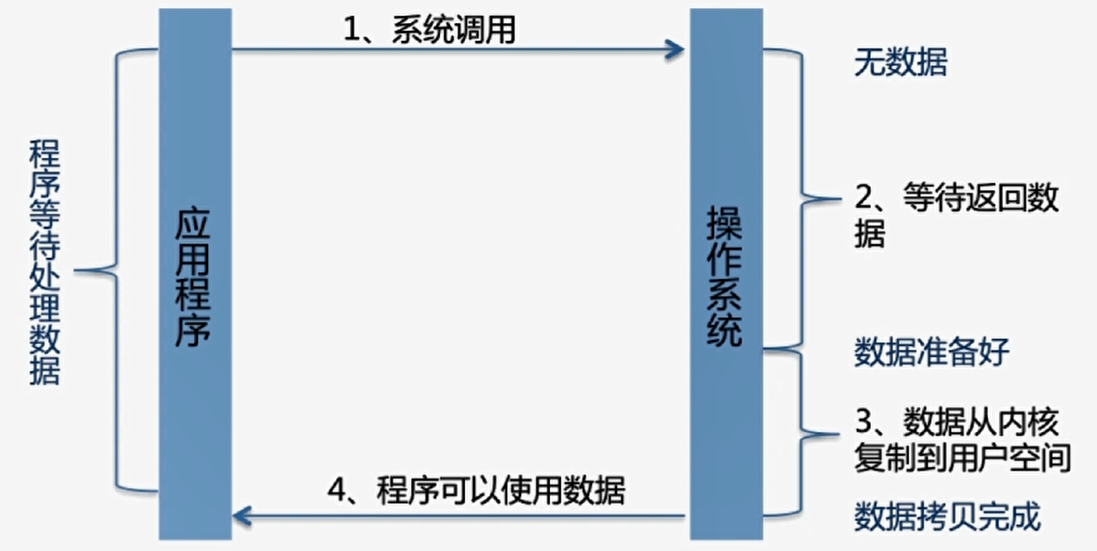 1、系统调用
无数据
程序等待处理数据
应用程序
操作系统
2、等待返回数
据
数据准备好
3、数据从内核
复制到用户空间
4、程序可以使用数据
数据拷贝完成